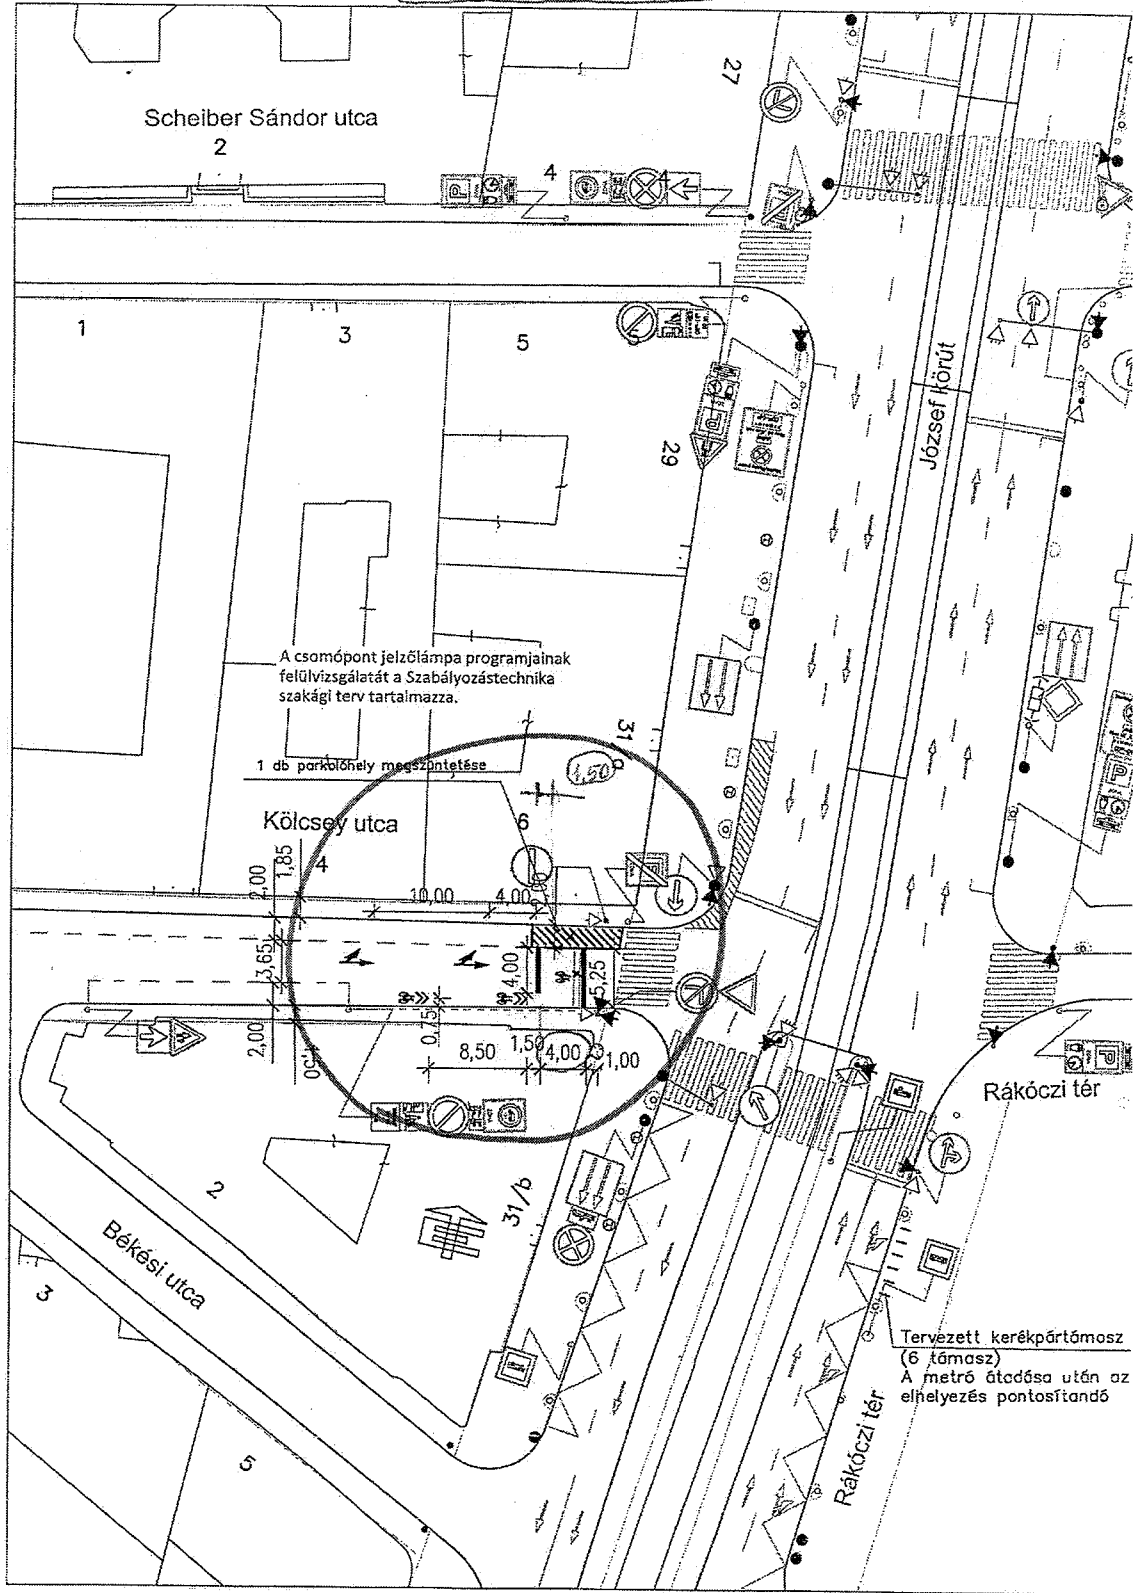 27
Scheiber Sándor utca
2
4
4
1
3
5
5
29
József körút
A csomópont jelzőlámpa programjainak
felülvizsgálatát a Szabályozástechnika
szakági terv tartalmazza.
31
1 db parkolóhely megszüntetése
1,50
Kölcsey utca
6
4
1,85
2,00
10,00
4,00
3,65
4,00
5,25
2,00
0,75
8,50
1,50
4,00
1,00
Rákóczi tér
2
31/b
Békési utca
3
5
Tervezett kerékpártámasz
(6 támasz)
A metró átadása után az
elhelyezés pontosítandó
Rákóczi tér